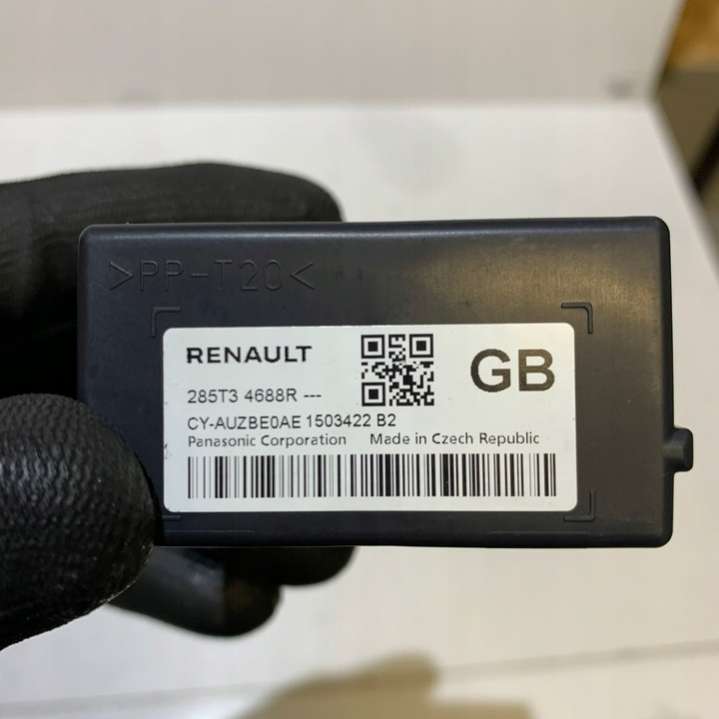 >PP-T20<
RENAULT
GB
285T3 4688R ---
CY-AUZBE0AE 1503422 B2
Panasonic Corporation Made in Czech Republic